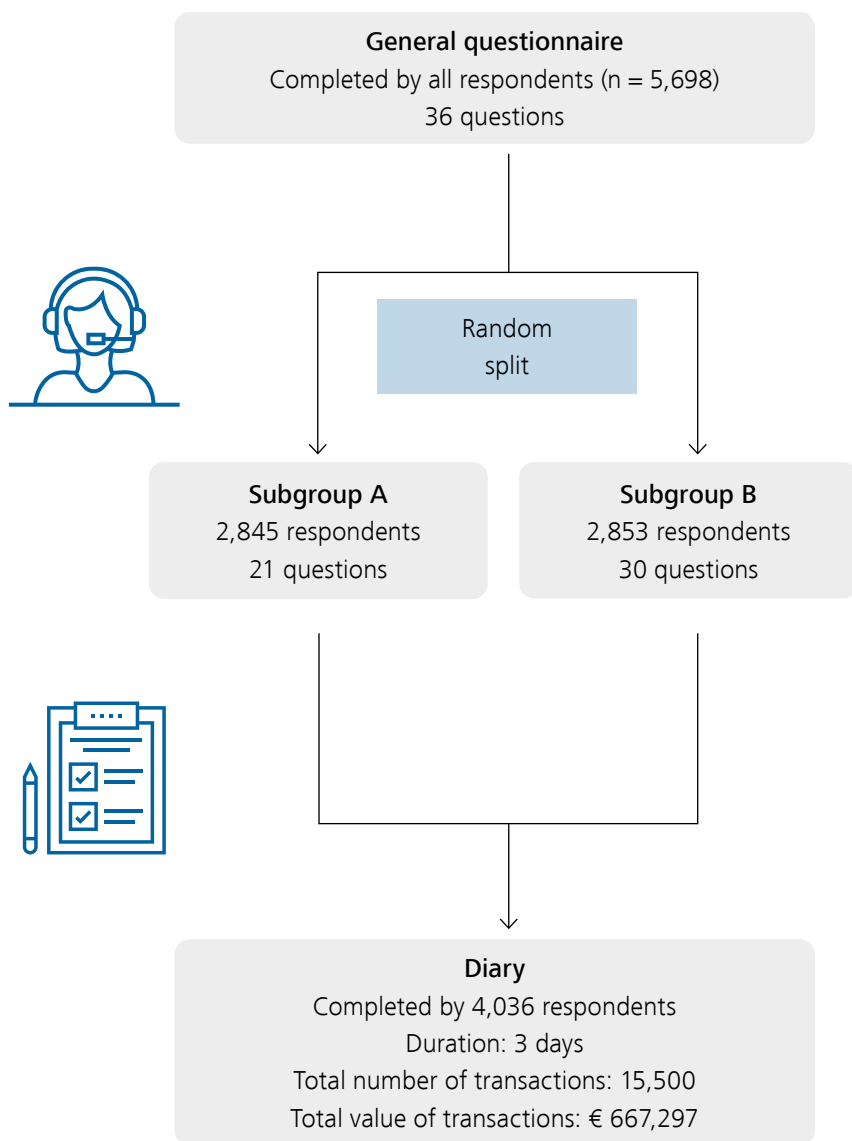 General questionnaire
Completed by all respondents (n = 5,698)
36 questions
Random
split
Subgroup A
2,845 respondents
21 questions
Subgroup B
2,853 respondents
30 questions
Diary
Completed by 4,036 respondents
Duration: 3 days
Total number of transactions: 15,500
Total value of transactions: € 667,297